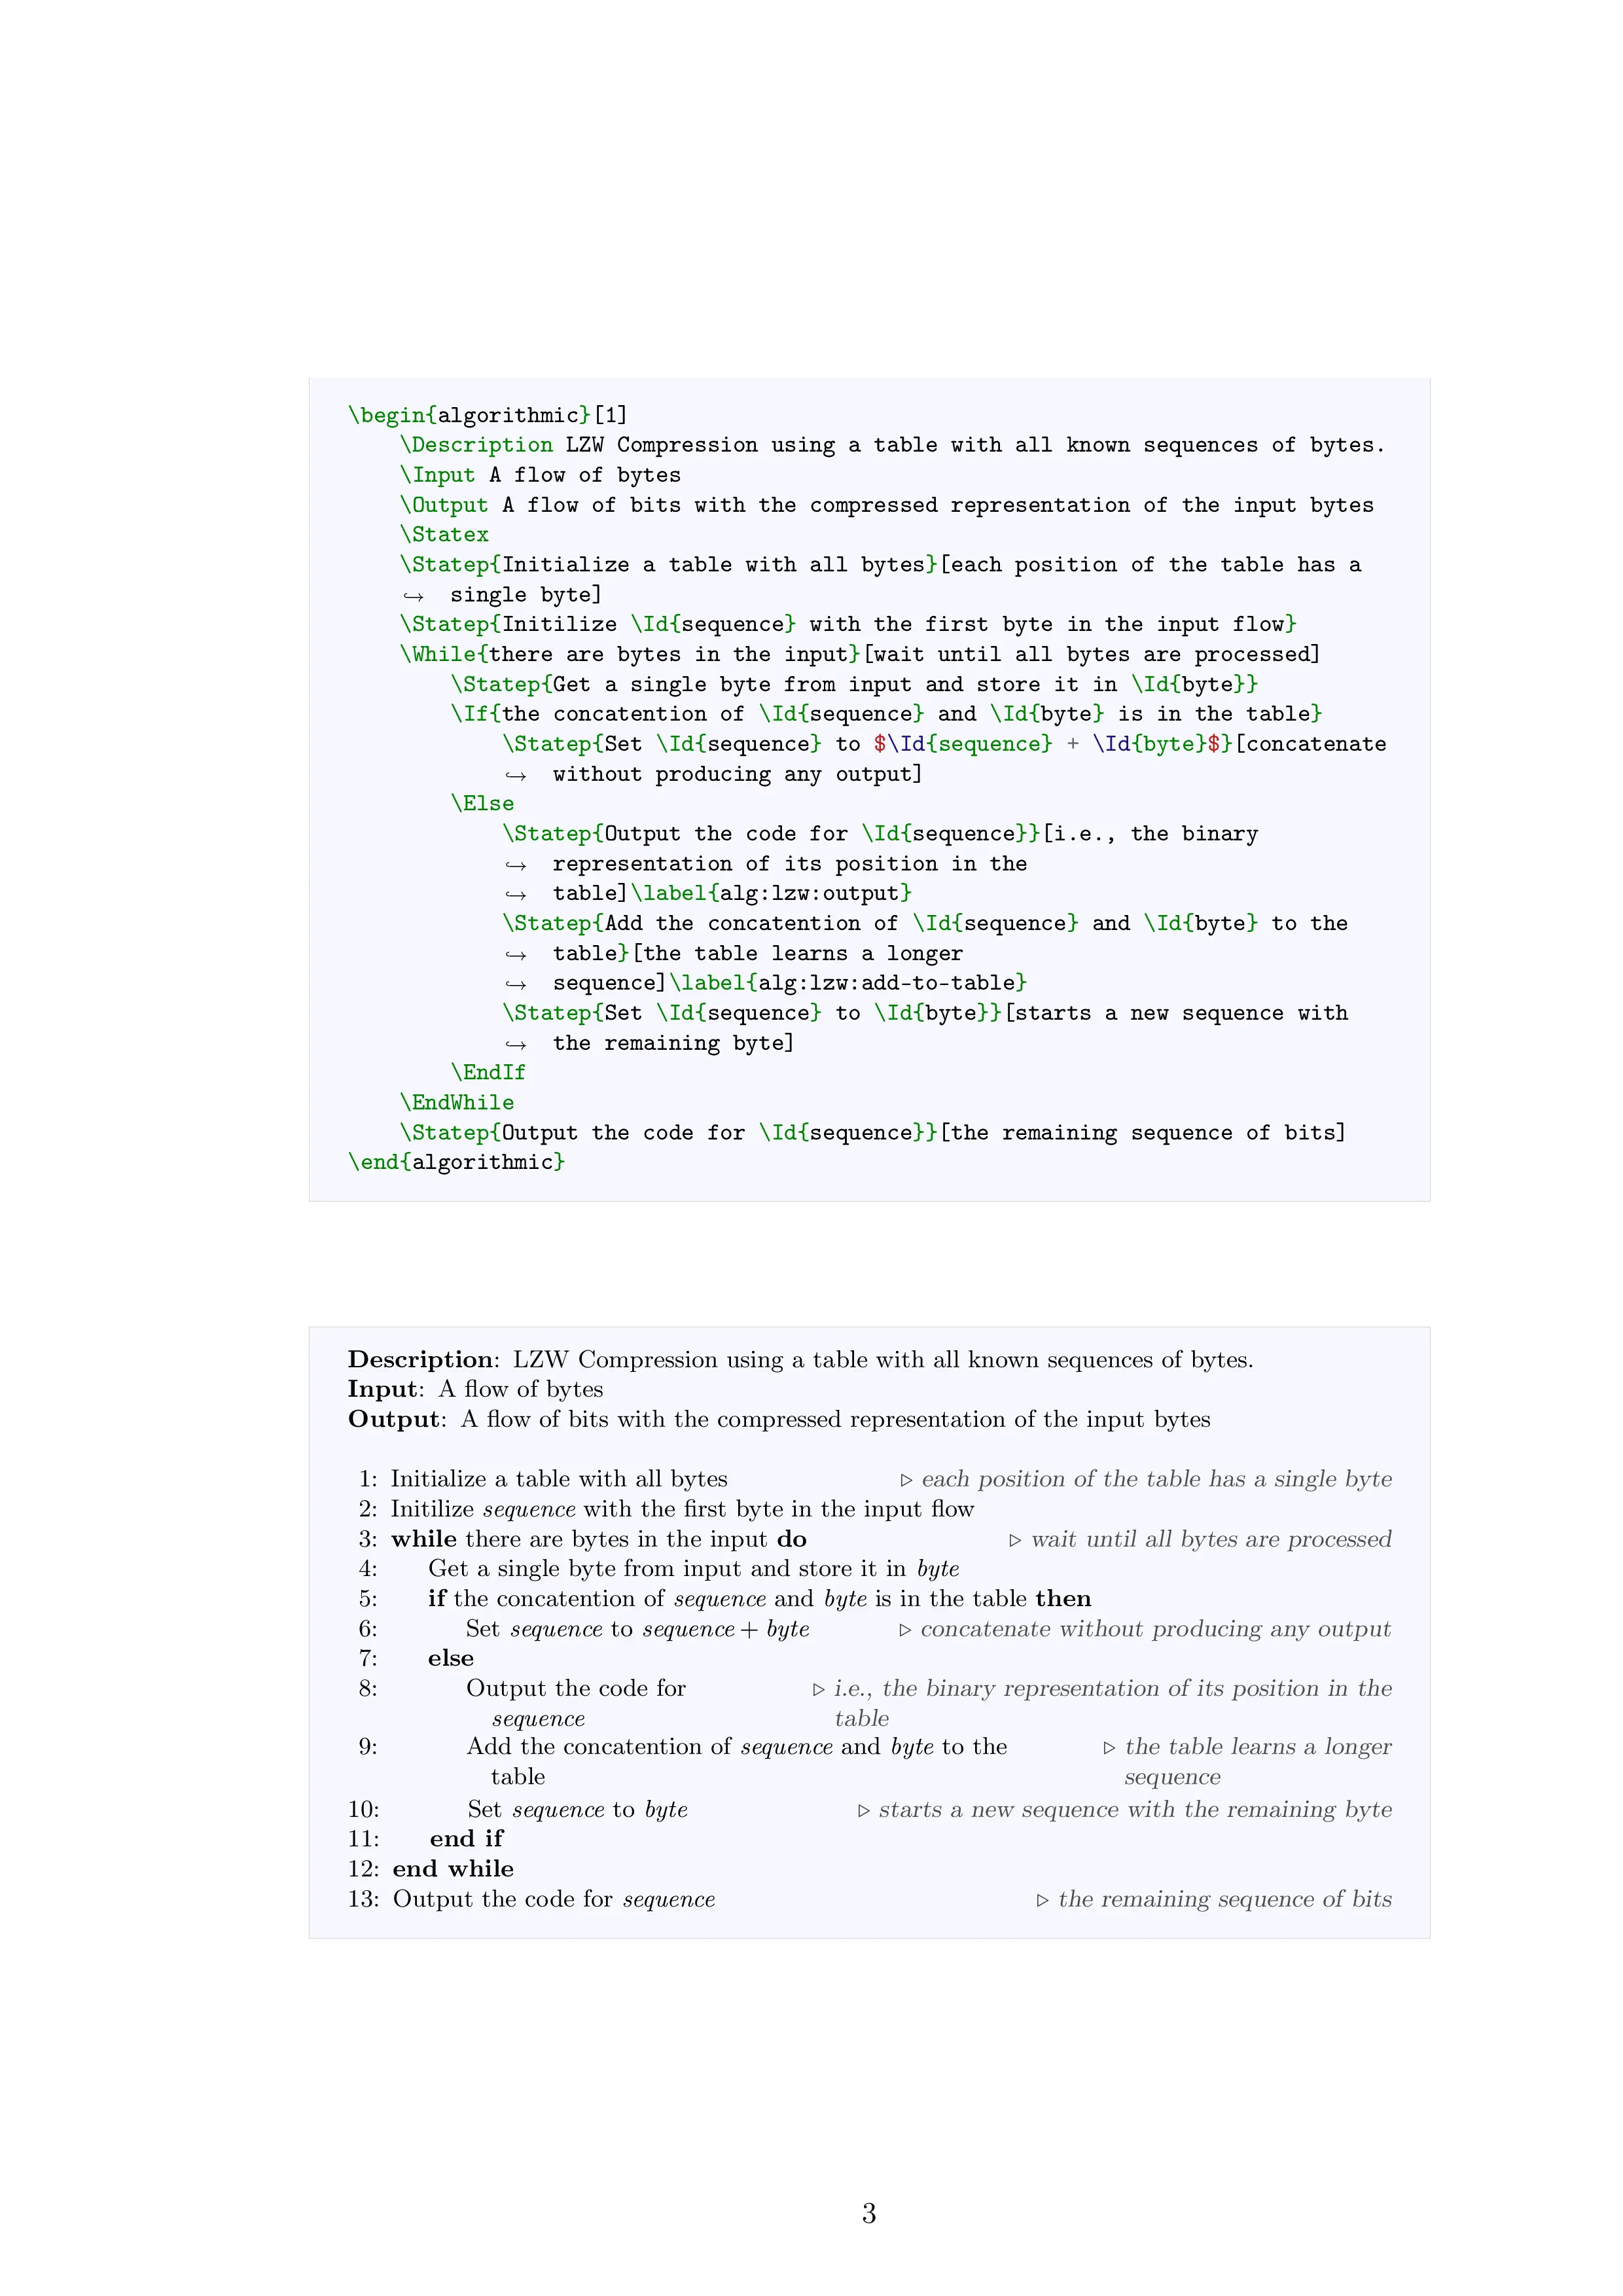 \begin{algorithmic}[1]
\Description LZW Compression using a table with all known sequences of bytes.
\Input A flow of bytes
\Output A flow of bits with the compressed representation of the input bytes
\Statex
\Statep{Initialize a table with all bytes}[each position of the table has a
↪ single byte]
\Statep{Initilize \Id{sequence} with the first byte in the input flow}
\While{there are bytes in the input}[wait until all bytes are processed]
\Statep{Get a single byte from input and store it in \Id{byte}}
\If{the concatention of \Id{sequence} and \Id{byte} is in the table}
\Statep{Set \Id{sequence} to $\Id{sequence} + \Id{byte}$}[concatenate
↪ without producing any output]
\Else
\Statep{Output the code for \Id{sequence}}[i.e., the binary
↪ representation of its position in the
↪ table]\label{alg:lzw:output}
\Statep{Add the concatention of \Id{sequence} and \Id{byte} to the
↪ table}[the table learns a longer
↪ sequence]\label{alg:lzw:add-to-table}
\Statep{Set \Id{sequence} to \Id{byte}}[starts a new sequence with
↪ the remaining byte]
\EndIf
\EndWhile
\Statep{Output the code for \Id{sequence}}[the remaining sequence of bits]
\end{algorithmic}
Description: LZW Compression using a table with all known sequences of bytes.
Input: A flow of bytes
Output: A flow of bits with the compressed representation of the input bytes
1: Initialize a table with all bytes ▷ each position of the table has a single byte
2: Initilize sequence with the first byte in the input flow
3: while there are bytes in the input do ▷ wait until all bytes are processed
4: Get a single byte from input and store it in byte
5: if the concatention of sequence and byte is in the table then
6: Set sequence to sequence + byte ▷ concatenate without producing any output
7: else
8: Output the code for ▷ i.e., the binary representation of its position in the
sequence table
9: Add the concatention of sequence and byte to the ▷ the table learns a longer
table sequence
10: Set sequence to byte ▷ starts a new sequence with the remaining byte
11: end if
12: end while
13: Output the code for sequence ▷ the remaining sequence of bits
3